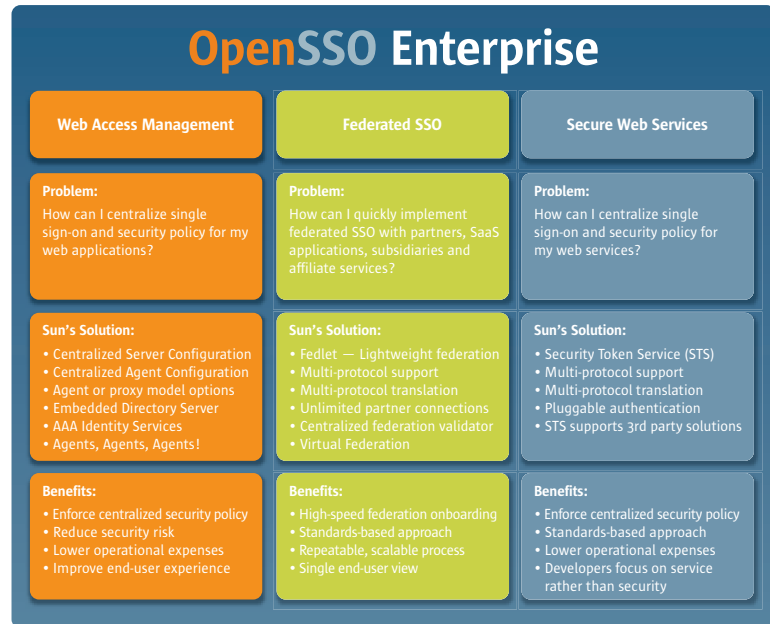 OpenSSO Enterprise
Web Access Management
Problem:
How can I centralize single
sign-on and security policy for my
web applications?
Sun's Solution:
• Centralized Server Configuration
• Centralized Agent Configuration
• Agent or proxy model options
• Embedded Directory Server
• AAA Identity Services
• Agents, Agents, Agents!
Benefits:
• Enforce centralized security policy
• Reduce security risk
• Lower operational expenses
• Improve end-user experience
Federated SSO
Problem:
How can I quickly implement
federated SSO with partners, SaaS
applications, subsidiaries and
affiliate services?
Sun's Solution:
• Fedlet — Lightweight federation
• Multi-protocol support
• Multi-protocol translation
• Unlimited partner connections
• Centralized federation validator
• Virtual Federation
Benefits:
• High-speed federation onboarding
• Standards-based approach
• Repeatable, scalable process
• Single end-user view
Secure Web Services
Problem:
How can I centralize single
sign-on and security policy for
my web services?
Sun's Solution:
• Security Token Service (STS)
• Multi-protocol support
• Multi-protocol translation
• Pluggable authentication
• STS supports 3rd party solutions
Benefits:
• Enforce centralized security policy
• Standards-based approach
• Lower operational expenses
• Developers focus on service
rather than security